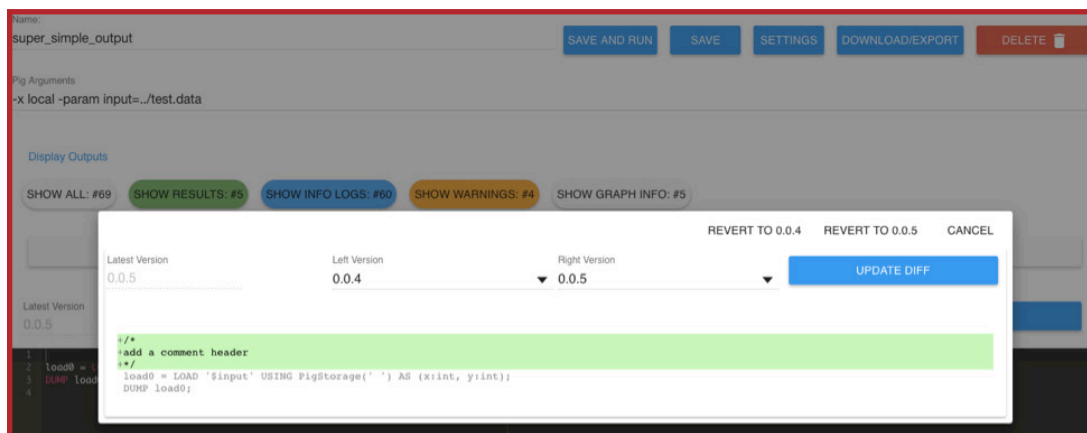 Name:
super_simple_output
SAVE AND RUN
SAVE
SETTINGS
DOWNLOAD/EXPORT
DELETE
Pig Arguments
-x local -param input=../test.data
Display Outputs
SHOW ALL: #69
SHOW RESULTS: #5
SHOW INFO LOGS: #60
SHOW WARNINGS: #4
SHOW GRAPH INFO: #5
REVERT TO 0.0.4
REVERT TO 0.0.5
CANCEL
Latest Version
0.0.5
Left Version
0.0.4
Right Version
0.0.5
UPDATE DIFF
Latest Version
0.0.5
+/*
+add a comment header
+*/
load0 = LOAD '$input' USING PigStorage(' ') AS (x:int, y:int);
DUMP load0;
1
2 load0 =
3 DUMP load
4